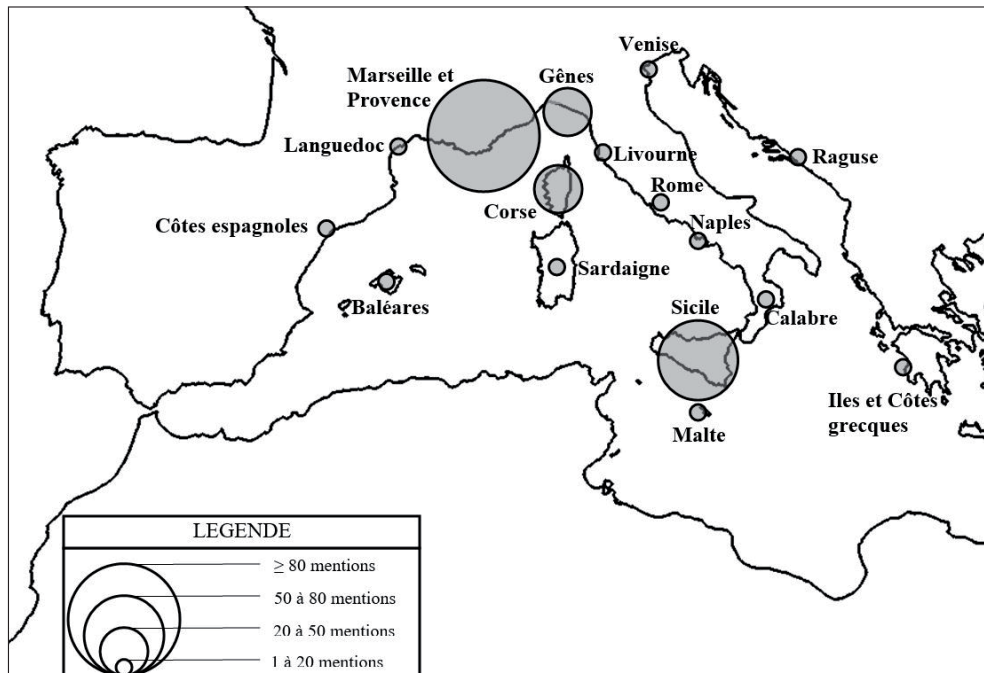 Venise
Marseille et
Provence
Gênes
Languedoc
Livourne
Raguse
Rome
Corse
Côtes espagnoles
Naples
Sardaigne
Baléares
Sicile
Calabre
Iles et Côtes
grecques
Malte
LEGENDE
≥ 80 mentions
50 à 80 mentions
20 à 50 mentions
1 à 20 mentions